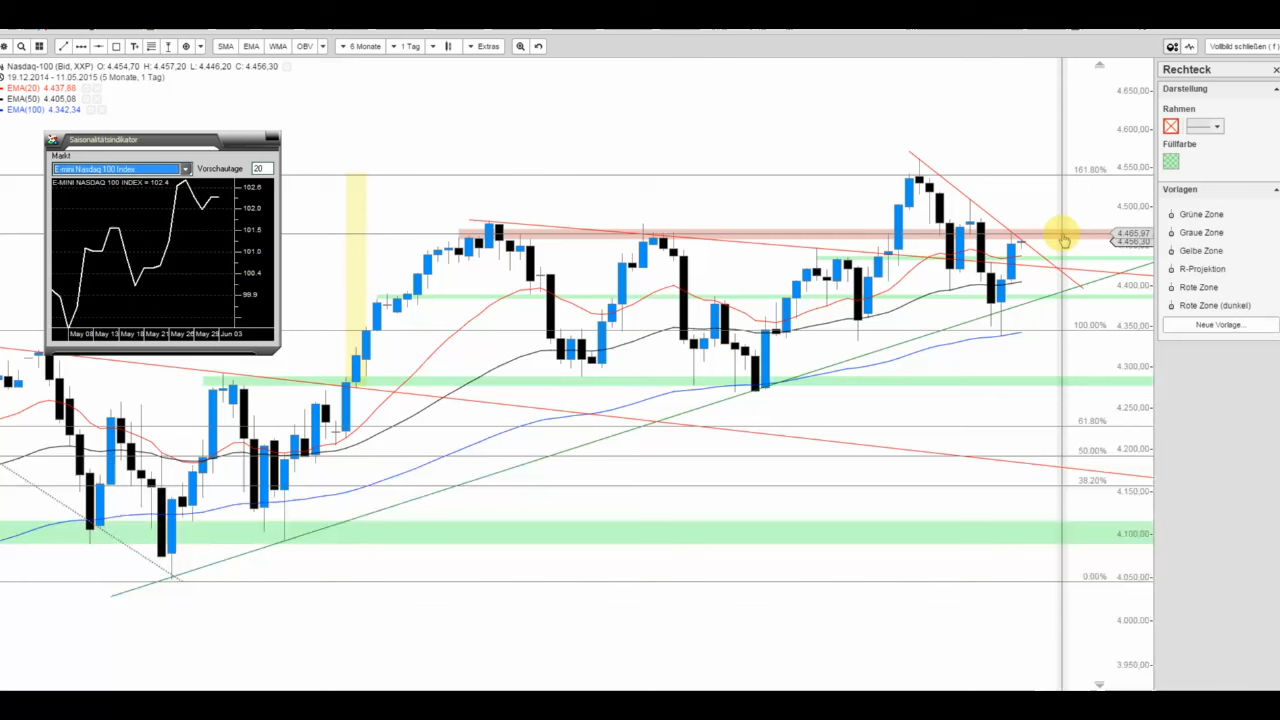 SMA EMA WMA OBV 6 Monate 1 Tag Extras Vollbild schließen ( f )
Nasdaq-100 (Bid, XXP) O: 4.454,70 H: 4.457,20 L: 4.446,20 C: 4.456,30
19.12.2014 - 11.05.2015 (5 Monate, 1 Tag)
EMA(20) 4.437,88
EMA(50) 4.405,08
EMA(100) 4.342,34
Saisonalitätsindikator
Markt
E-mini Nasdaq 100 Index Vorschautage 20
E-MINI NASDAQ 100 INDEX = 102.4
102.6
102.0
101.5
101.0
100.4
99.9
May 08 May 13 May 18 May 21 May 26 May 29 Jun 03
161.80%
100.00%
61.80%
50.00%
38.20%
0.00%
4.650,00
4.600,00
4.550,00
4.500,00
4.465,97
4.456,30
4.400,00
4.350,00
4.300,00
4.250,00
4.200,00
4.150,00
4.100,00
4.050,00
4.000,00
3.950,00
Rechteck
Darstellung
Rahmen
Füllfarbe
Vorlagen
Grüne Zone
Graue Zone
Gelbe Zone
R-Projektion
Rote Zone
Rote Zone (dunkel)
Neue Vorlage...